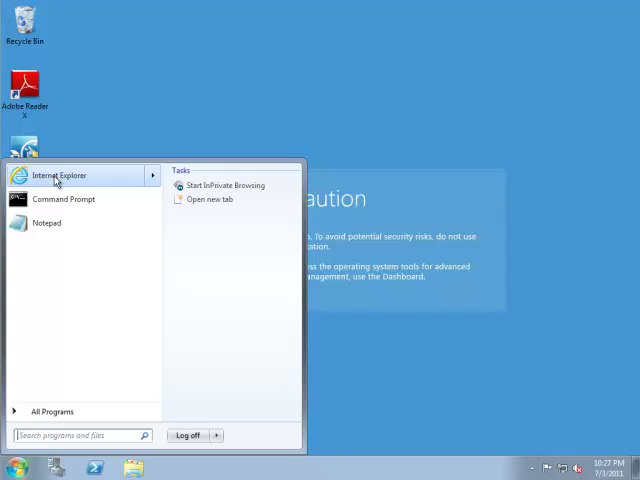 Recycle Bin
Adobe Reader
X
Internet Explorer
Command Prompt
Notepad
All Programs
Search programs and files
Tasks
Start InPrivate Browsing
Open new tab
Log off
aution
. To avoid potential security risks, do not use
ation.
ess the operating system tools for advanced
anagement, use the Dashboard.
10:27 PM
7/3/2011